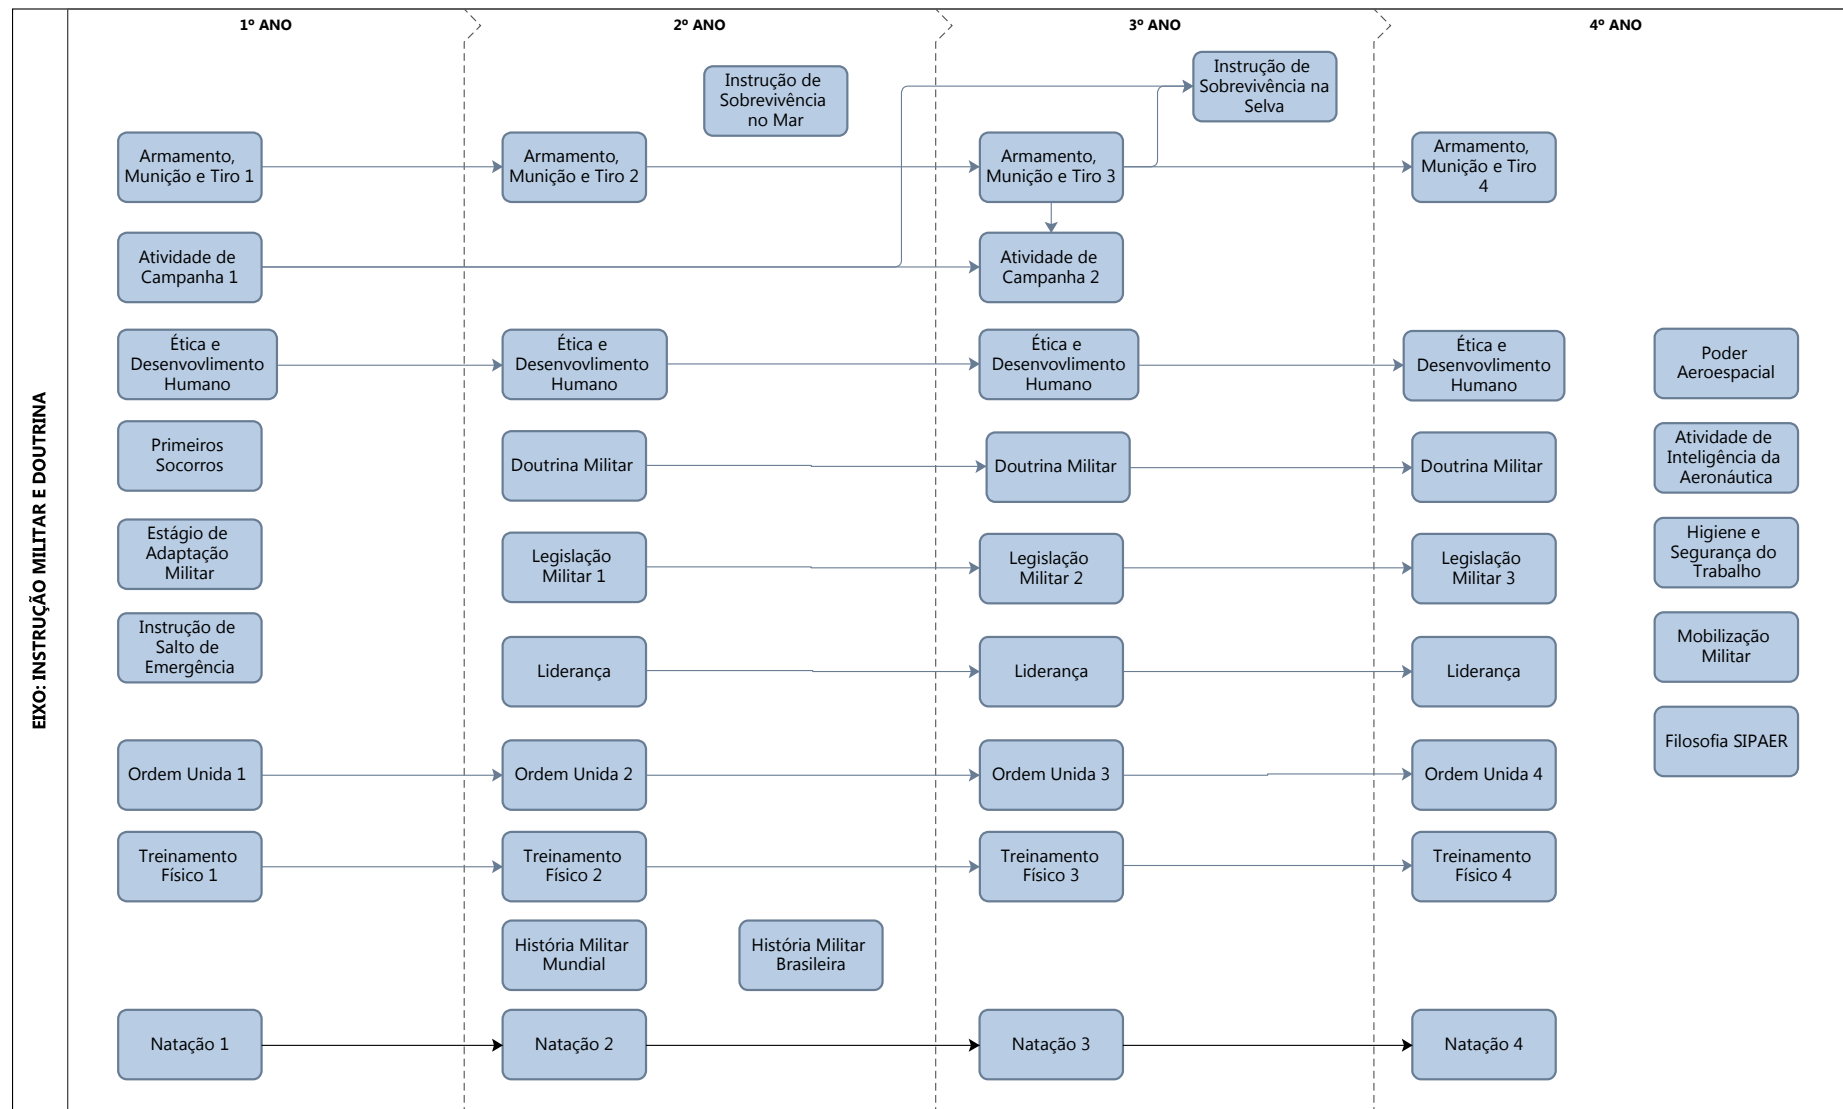 EIXO: INSTRUÇÃO MILITAR E DOUTRINA
1º ANO
2º ANO
3º ANO
4º ANO
Instrução de
Sobrevivência
no Mar
Instrução de
Sobrevivência na
Selva
Armamento,
Munição e Tiro 1
Armamento,
Munição e Tiro 2
Armamento,
Munição e Tiro 3
Armamento,
Munição e Tiro
4
Atividade de
Campanha 1
Atividade de
Campanha 2
Ética e
Desenvovlimento
Humano
Ética e
Desenvovlimento
Humano
Ética e
Desenvovlimento
Humano
Ética e
Desenvovlimento
Humano
Poder
Aeroespacial
Primeiros
Socorros
Doutrina Militar
Doutrina Militar
Doutrina Militar
Atividade de
Inteligência da
Aeronáutica
Estágio de
Adaptação
Militar
Legislação
Militar 1
Legislação
Militar 2
Legislação
Militar 3
Higiene e
Segurança do
Trabalho
Instrução de
Salto de
Emergência
Liderança
Liderança
Liderança
Mobilização
Militar
Ordem Unida 1
Ordem Unida 2
Ordem Unida 3
Ordem Unida 4
Filosofia SIPAER
Treinamento
Físico 1
Treinamento
Físico 2
Treinamento
Físico 3
Treinamento
Físico 4
História Militar
Mundial
História Militar
Brasileira
Natação 1
Natação 2
Natação 3
Natação 4